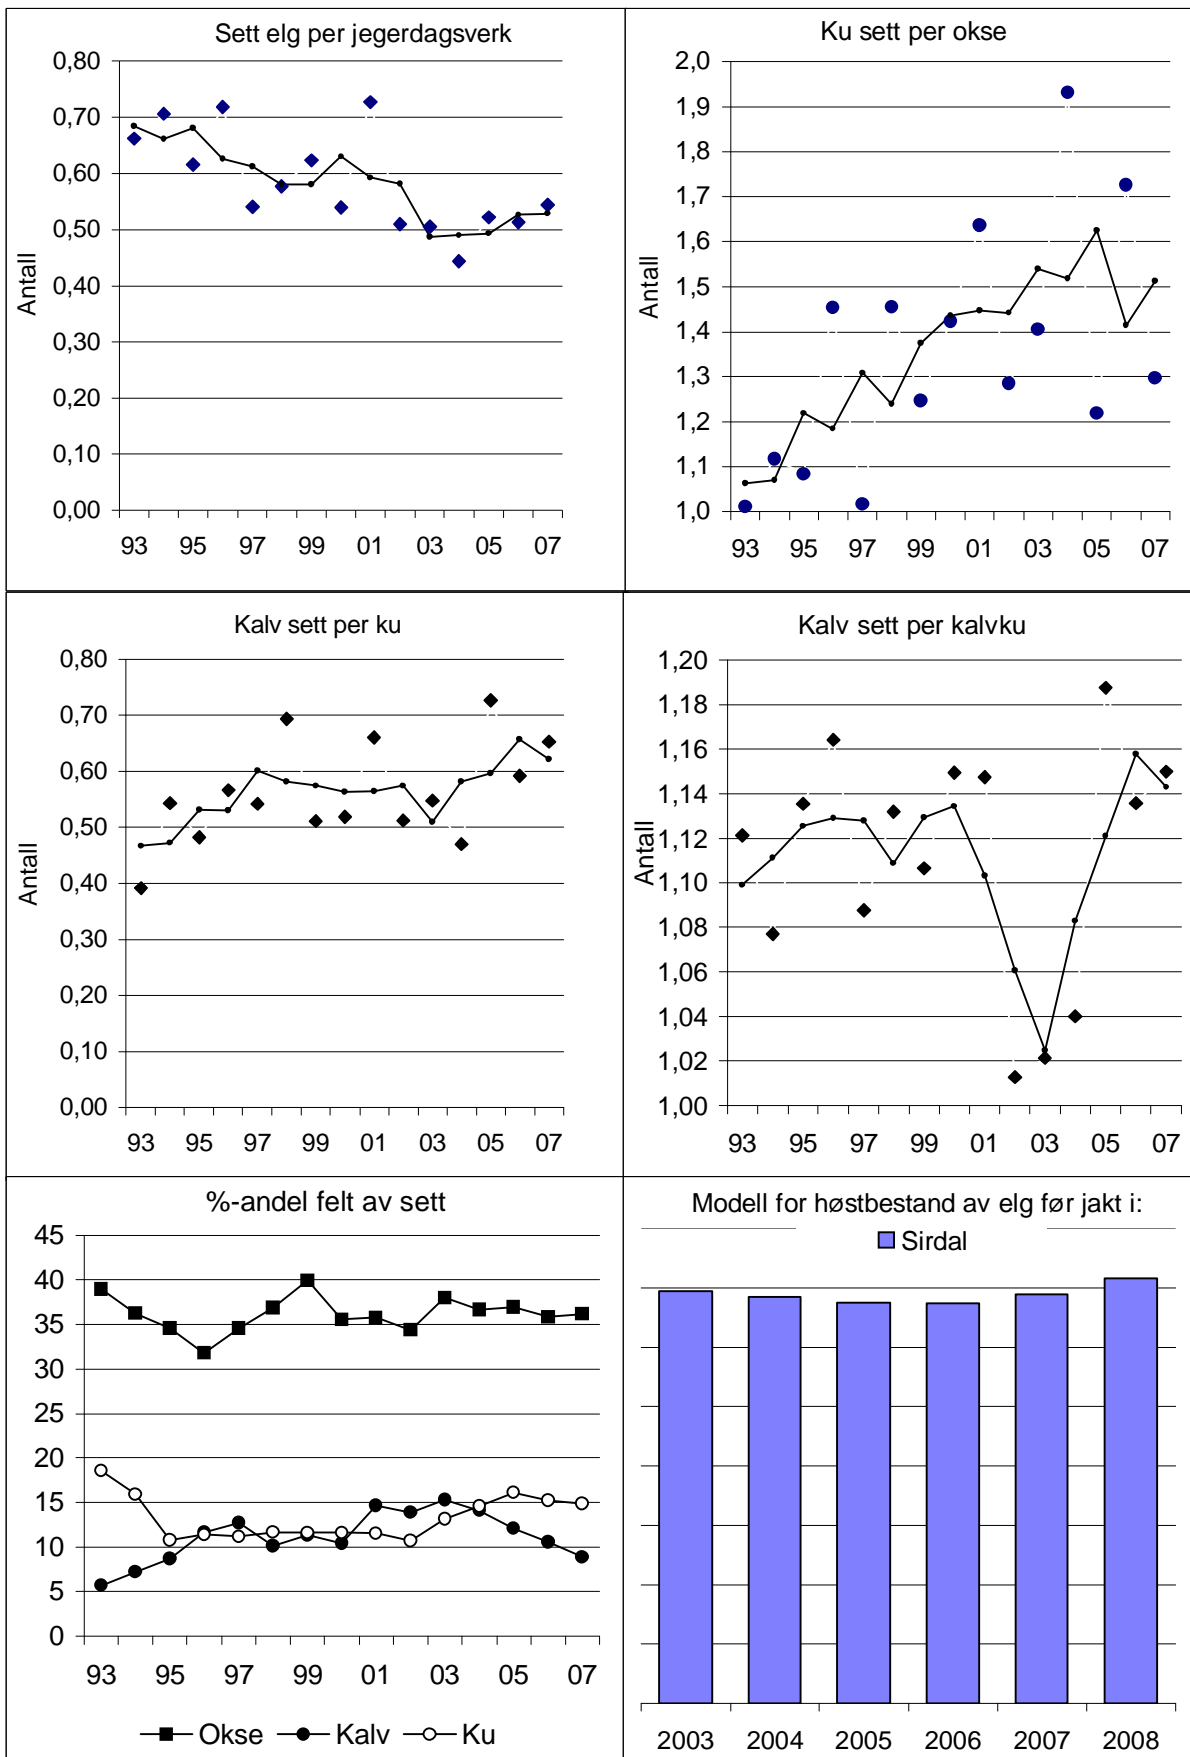 Sett elg per jegerdagsverk
0,80
0,70
0,60
0,50
0,40
0,30
0,20
0,10
0,00
Antall
93 95 97 99 01 03 05 07
Ku sett per okse
2,0
1,9
1,8
1,7
1,6
1,5
1,4
1,3
1,2
1,1
1,0
Antall
93 95 97 99 01 03 05 07
Kalv sett per ku
0,80
0,70
0,60
0,50
0,40
0,30
0,20
0,10
0,00
Antall
93 95 97 99 01 03 05 07
Kalv sett per kalvku
1,20
1,18
1,16
1,14
1,12
1,10
1,08
1,06
1,04
1,02
1,00
Antall
93 95 97 99 01 03 05 07
%-andel felt av sett
45
40
35
30
25
20
15
10
5
0
93 95 97 99 01 03 05 07
Okse Kalv Ku
Modell for høstbestand av elg før jakt i:
Sirdal
2003 2004 2005 2006 2007 2008